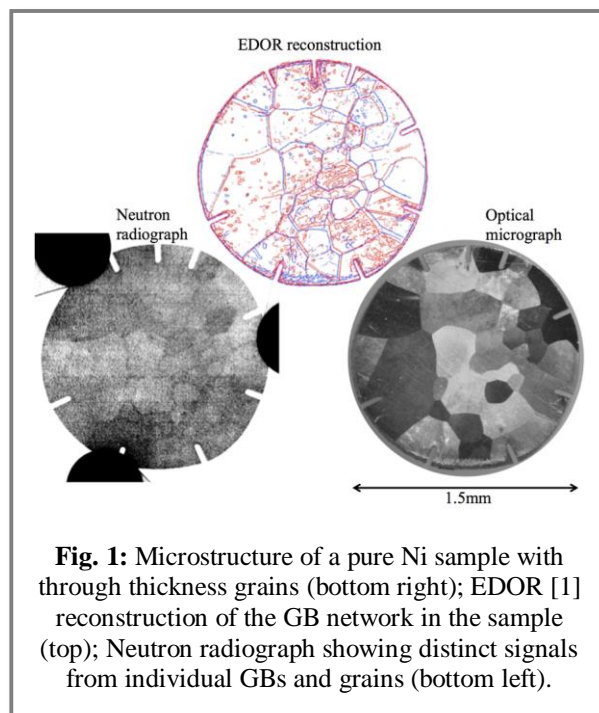 EDOR reconstruction
Neutron
radiograph
Optical
micrograph
1.5mm
Fig. 1: Microstructure of a pure Ni sample with
through thickness grains (bottom right); EDOR [1]
reconstruction of the GB network in the sample
(top); Neutron radiograph showing distinct signals
from individual GBs and grains (bottom left).